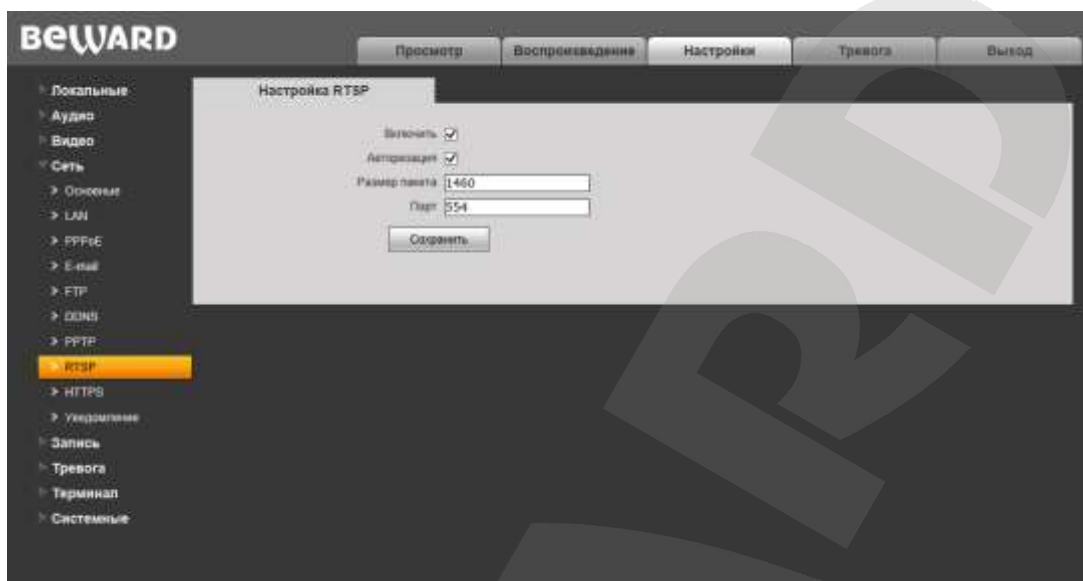 BEWARD
Просмотр
Воспроизведение
Настройки
Тревога
Выход
Локальные
Аудио
Видео
Сеть
Основные
LAN
PPPoE
E-mail
FTP
DDNS
PPTP
RTSP
HTTPS
Уведомление
Запись
Тревога
Терминал
Системные
Настройка RTSP
Включить
Авторизация
Размер пакета 1460
Порт 554
Сохранить